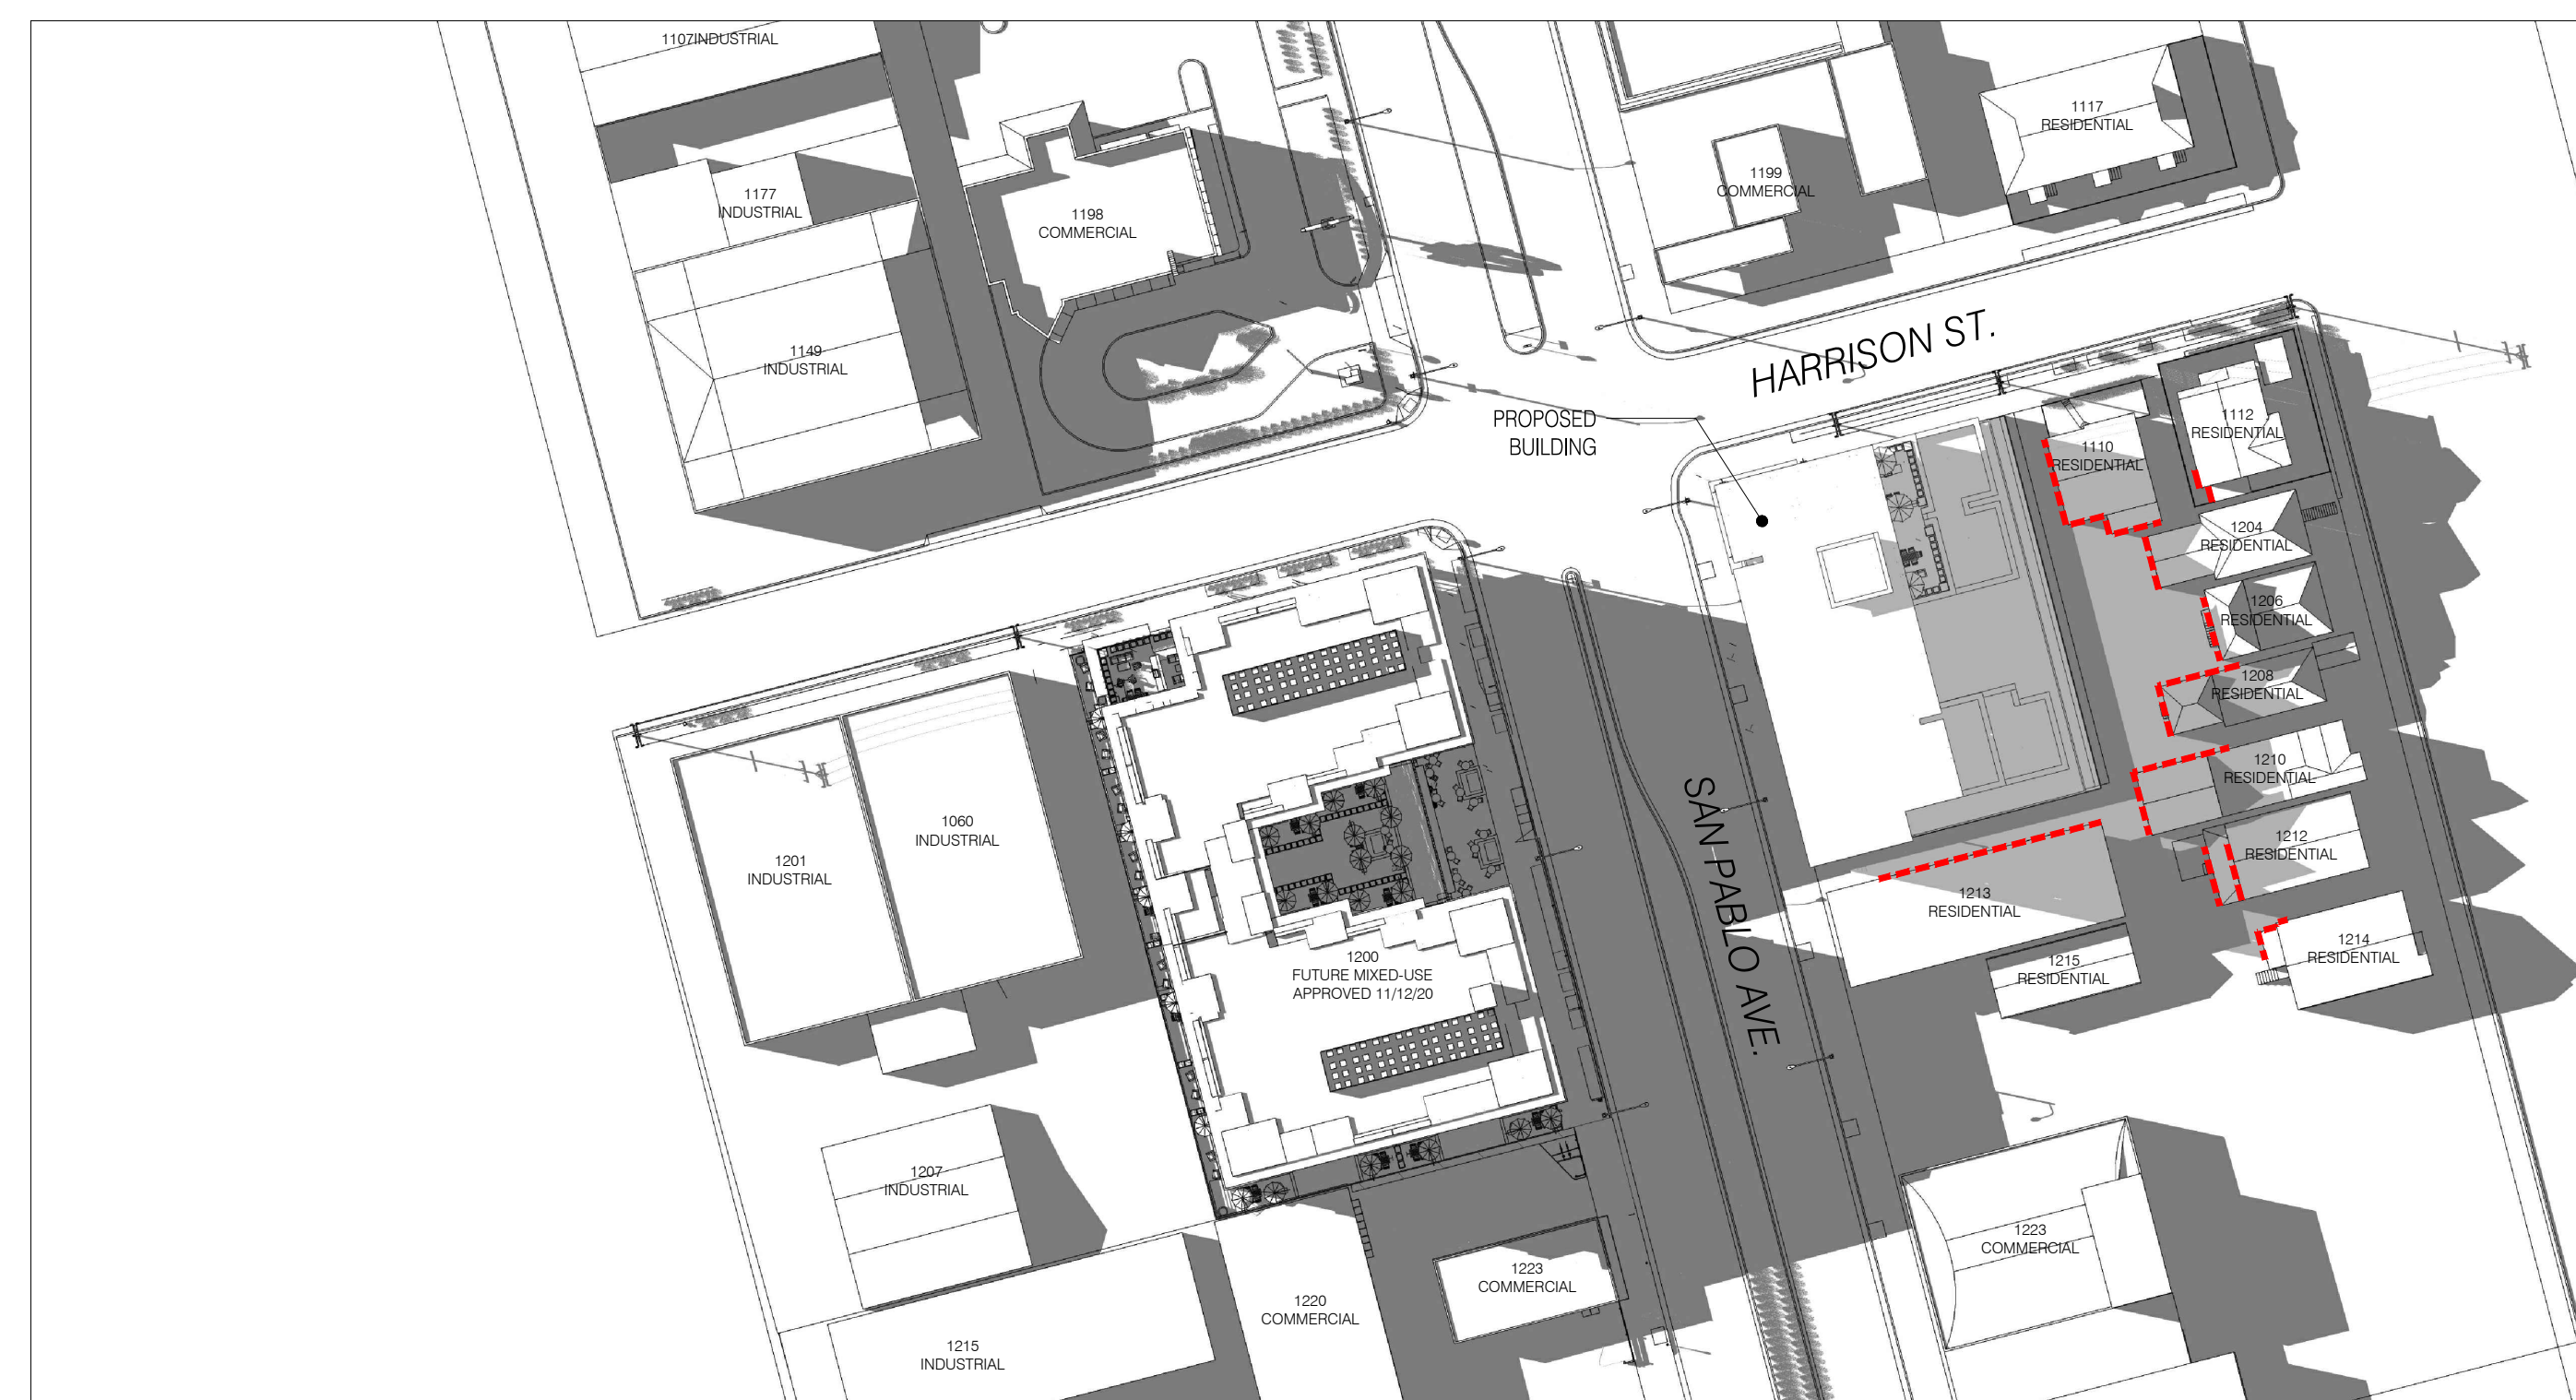 1107INDUSTRIAL
1177
INDUSTRIAL
1198
COMMERCIAL
1199
COMMERCIAL
1117
RESIDENTIAL
1149
INDUSTRIAL
HARRISON ST.
PROPOSED
BUILDING
1110
RESIDENTIAL
1112
RESIDENTIAL
1204
RESIDENTIAL
1206
RESIDENTIAL
1208
RESIDENTIAL
1210
RESIDENTIAL
1212
RESIDENTIAL
1213
RESIDENTIAL
1214
RESIDENTIAL
1215
RESIDENTIAL
SAN PABLO AVE.
1060
INDUSTRIAL
1201
INDUSTRIAL
1200
FUTURE MIXED-USE
APPROVED 11/12/20
1207
INDUSTRIAL
1223
COMMERCIAL
1223
COMMERCIAL
1220
COMMERCIAL
1215
INDUSTRIAL